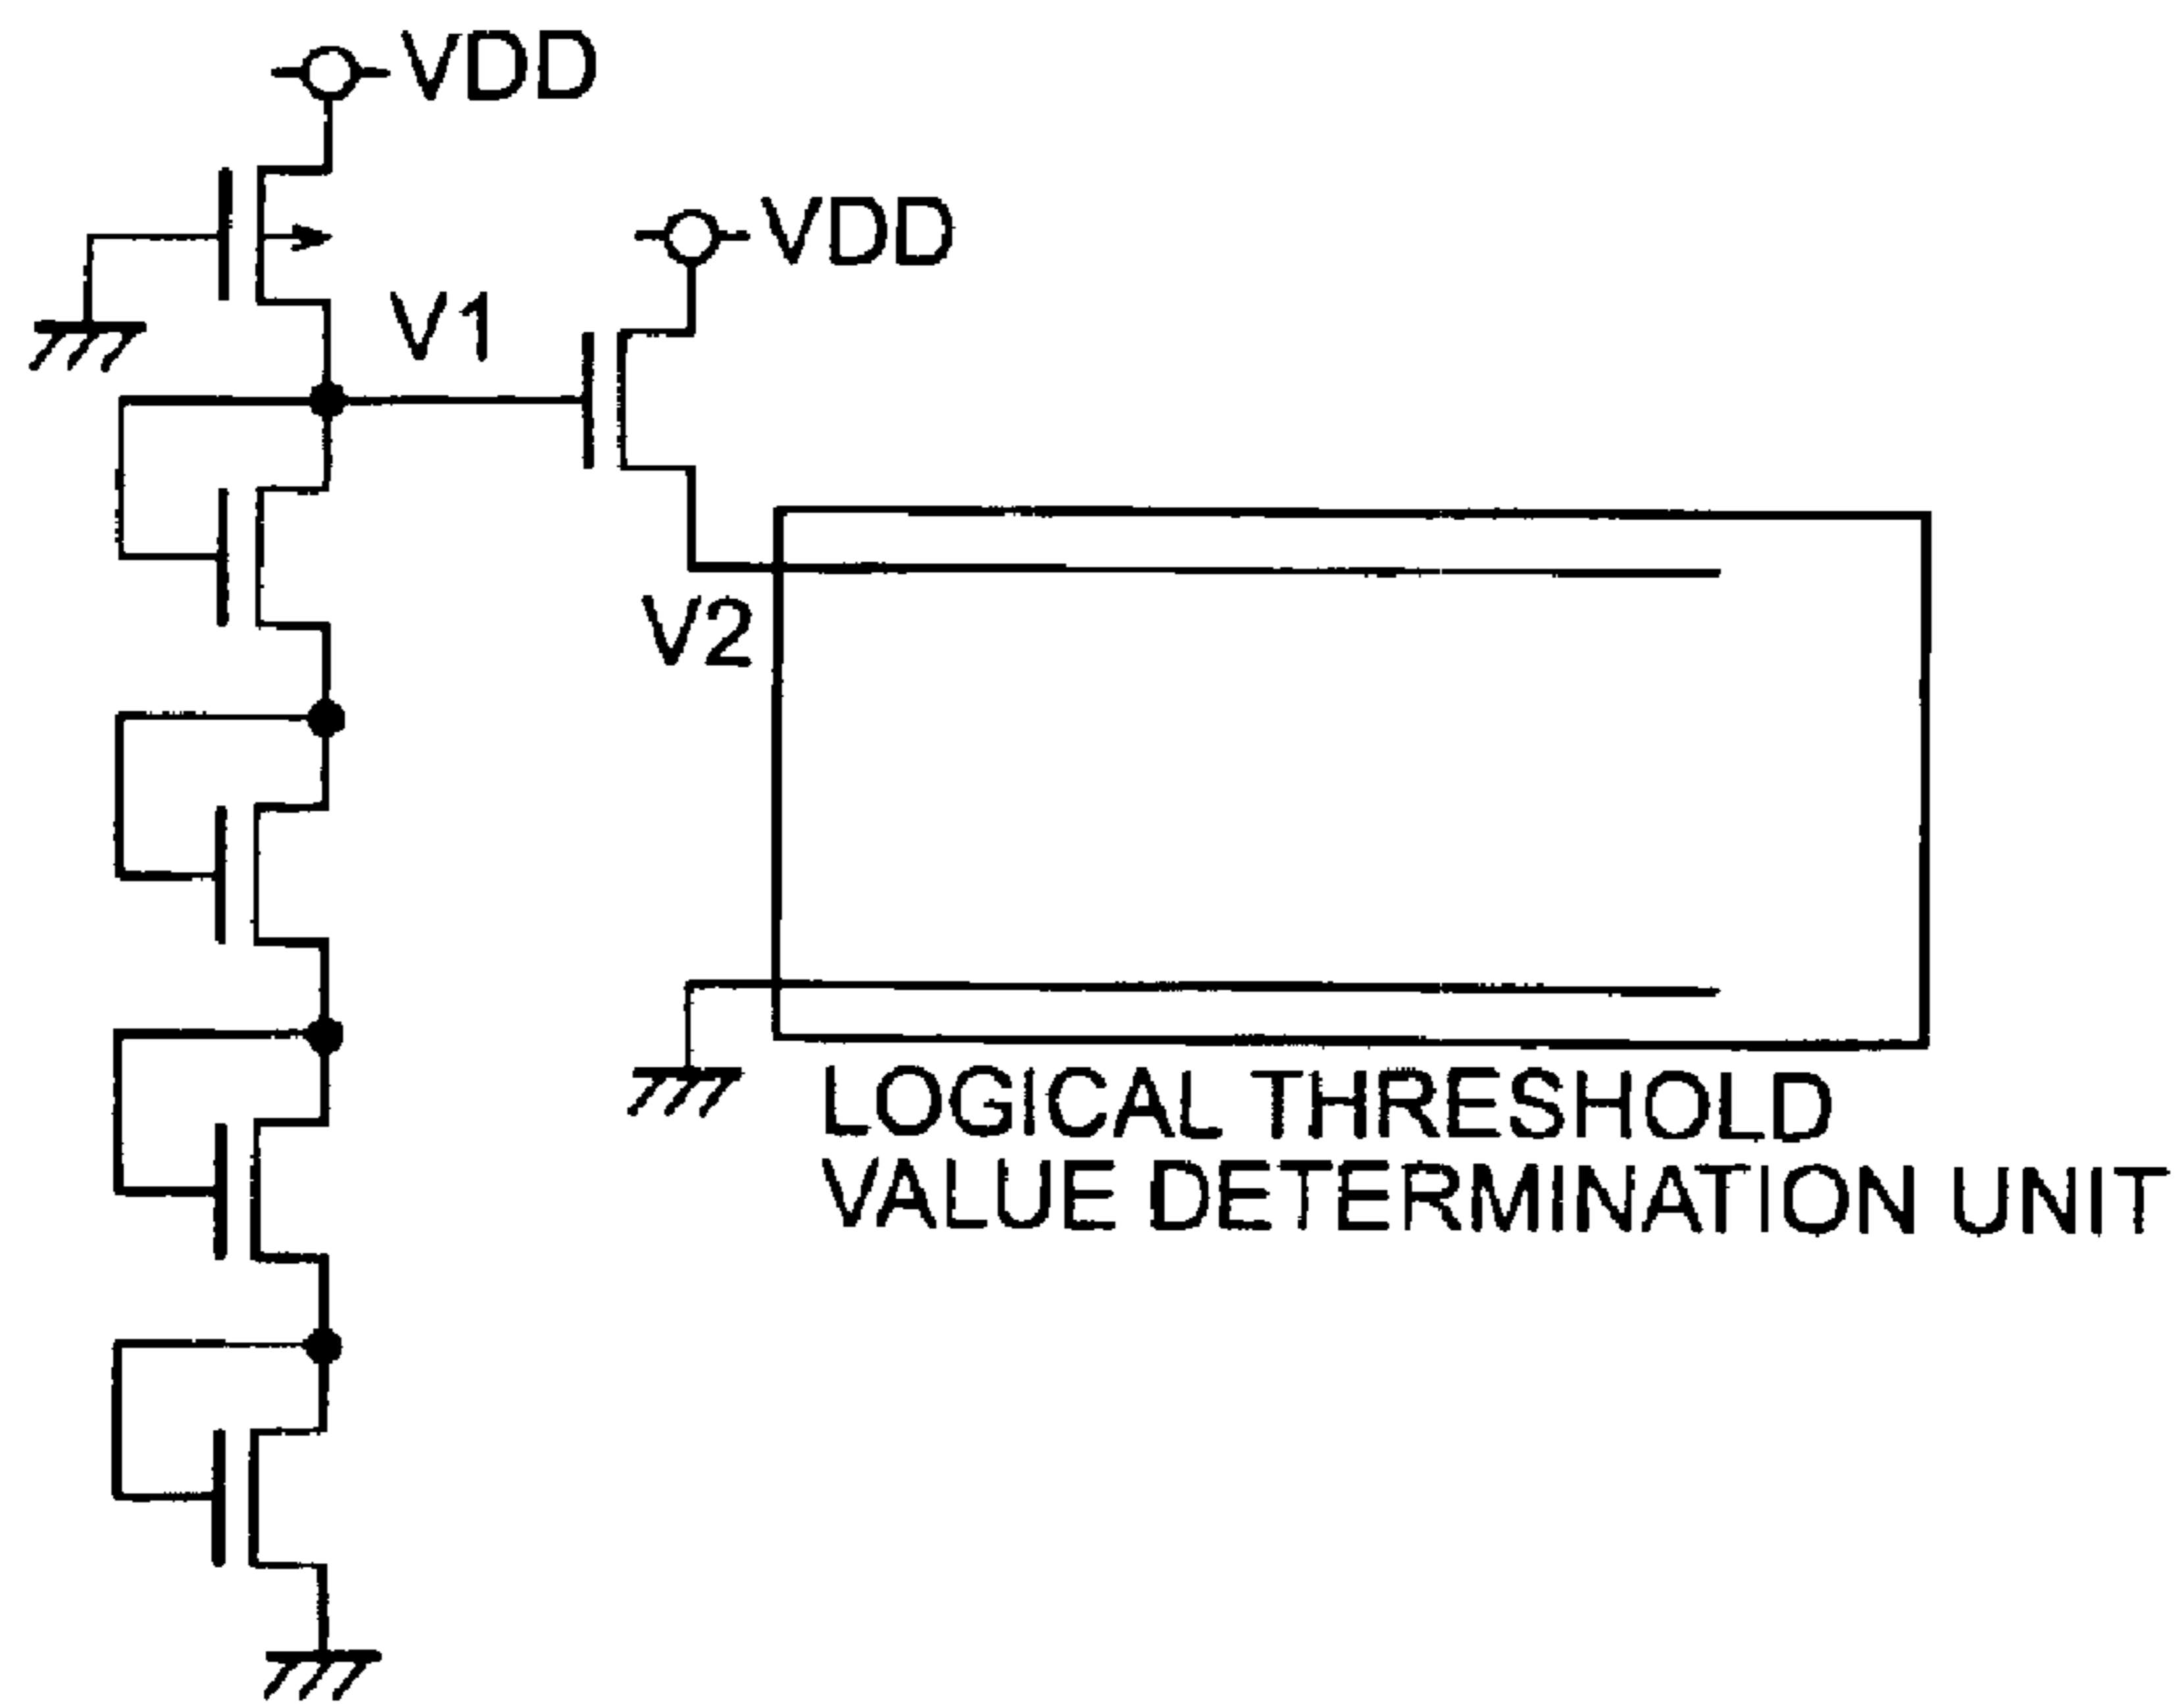 VDD
VDD
V1
V2
LOGICAL THRESHOLD
VALUE DETERMINATION UNIT